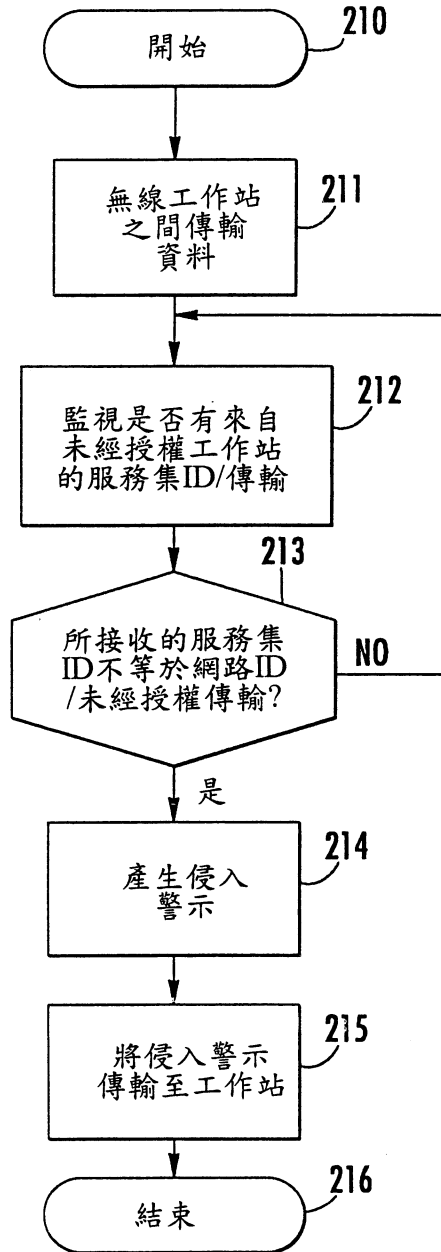 開始
210
無線工作站
之間傳輸
資料
211
監視是否有來自
未經授權工作站
的服務集ID/傳輸
212
213
所接收的服務集
ID不等於網路ID
/未經授權傳輸?
NO
是
產生侵入
警示
214
將侵入警示
傳輸至工作站
215
結束
216